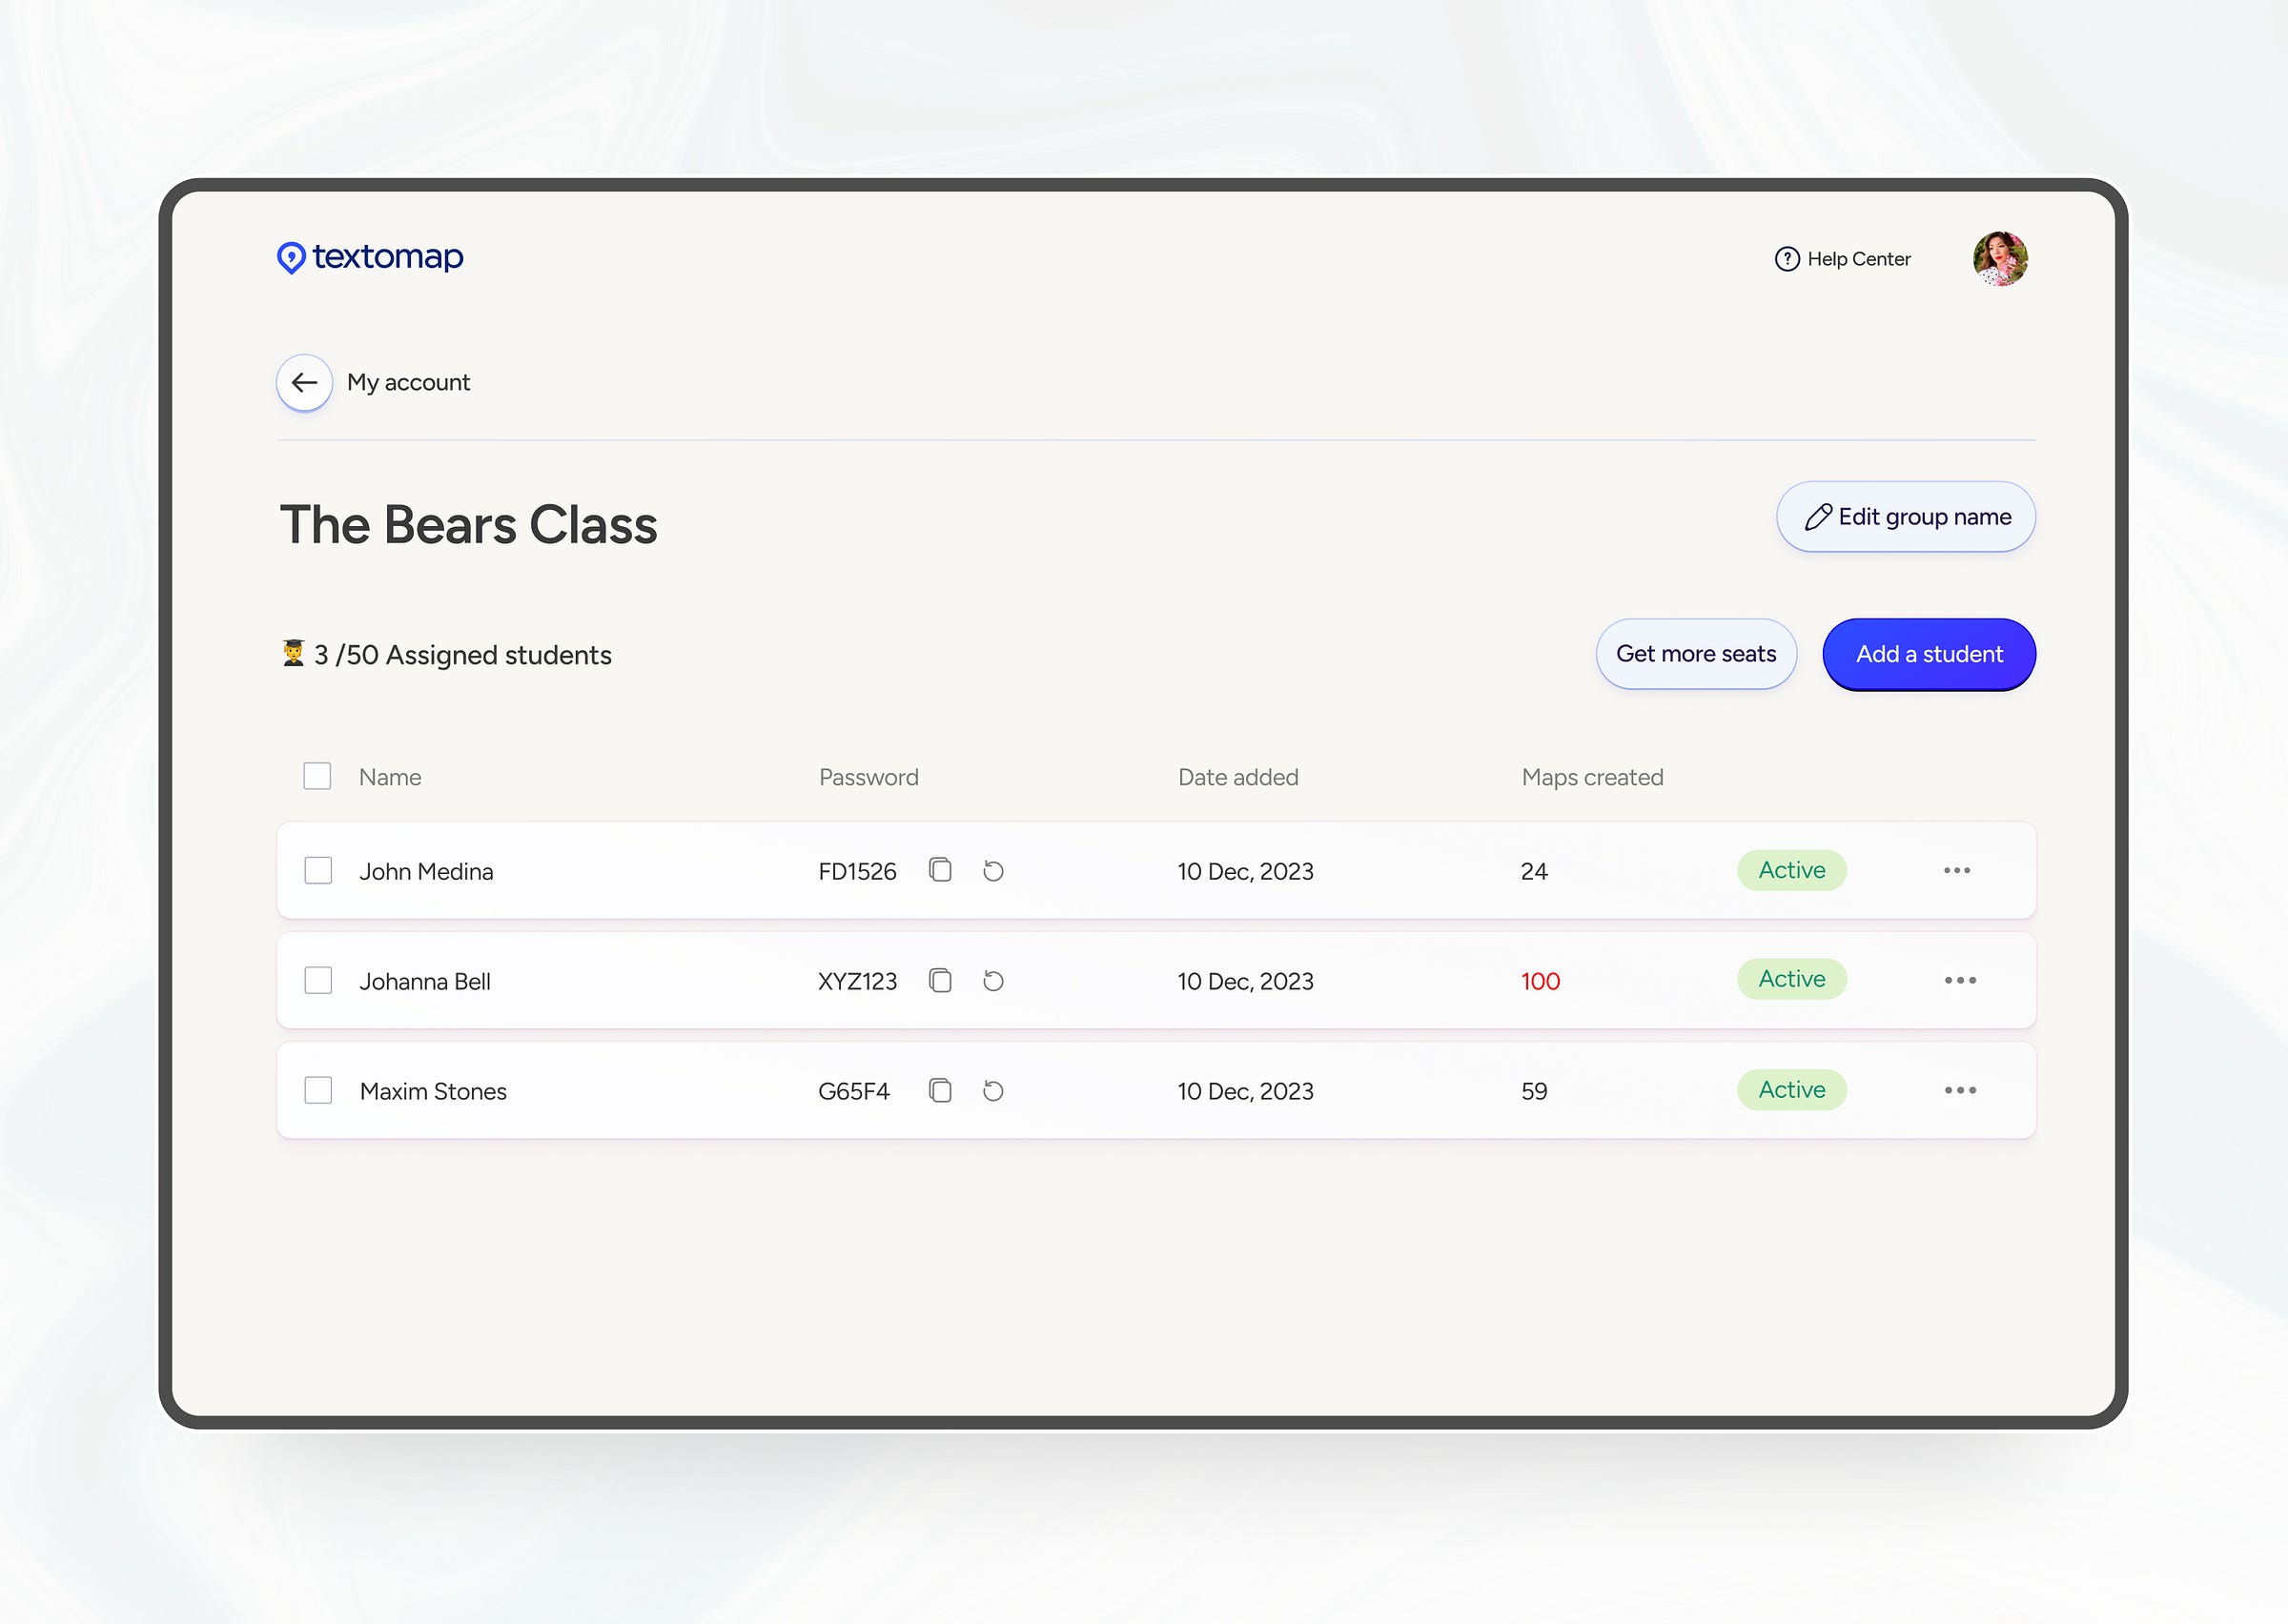 textomap
Help Center
My account
The Bears Class
Edit group name
3 /50 Assigned students
Get more seats
Add a student
Name Password Date added Maps created
John Medina FD1526 10 Dec, 2023 24 Active
Johanna Bell XYZ123 10 Dec, 2023 100 Active
Maxim Stones G65F4 10 Dec, 2023 59 Active